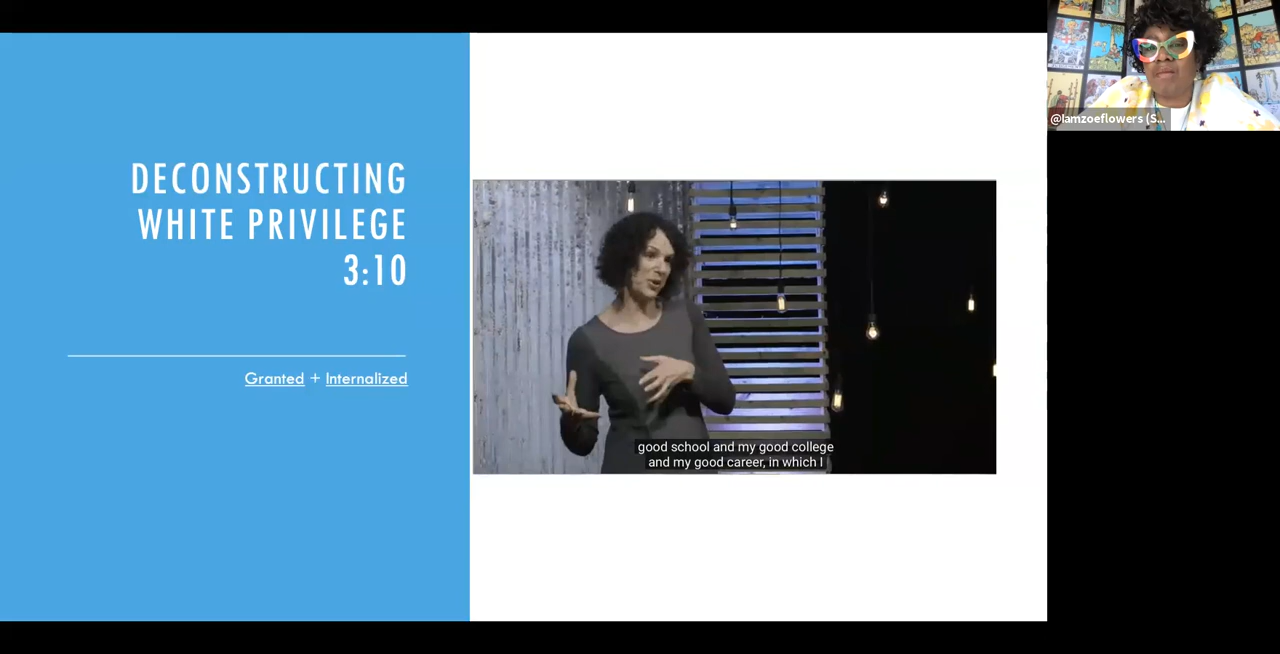 DECONSTRUCTING
WHITE PRIVILEGE
3:10
Granted + Internalized
good school and my good college
and my good career, in which I
@Iamzoeflowers (S...